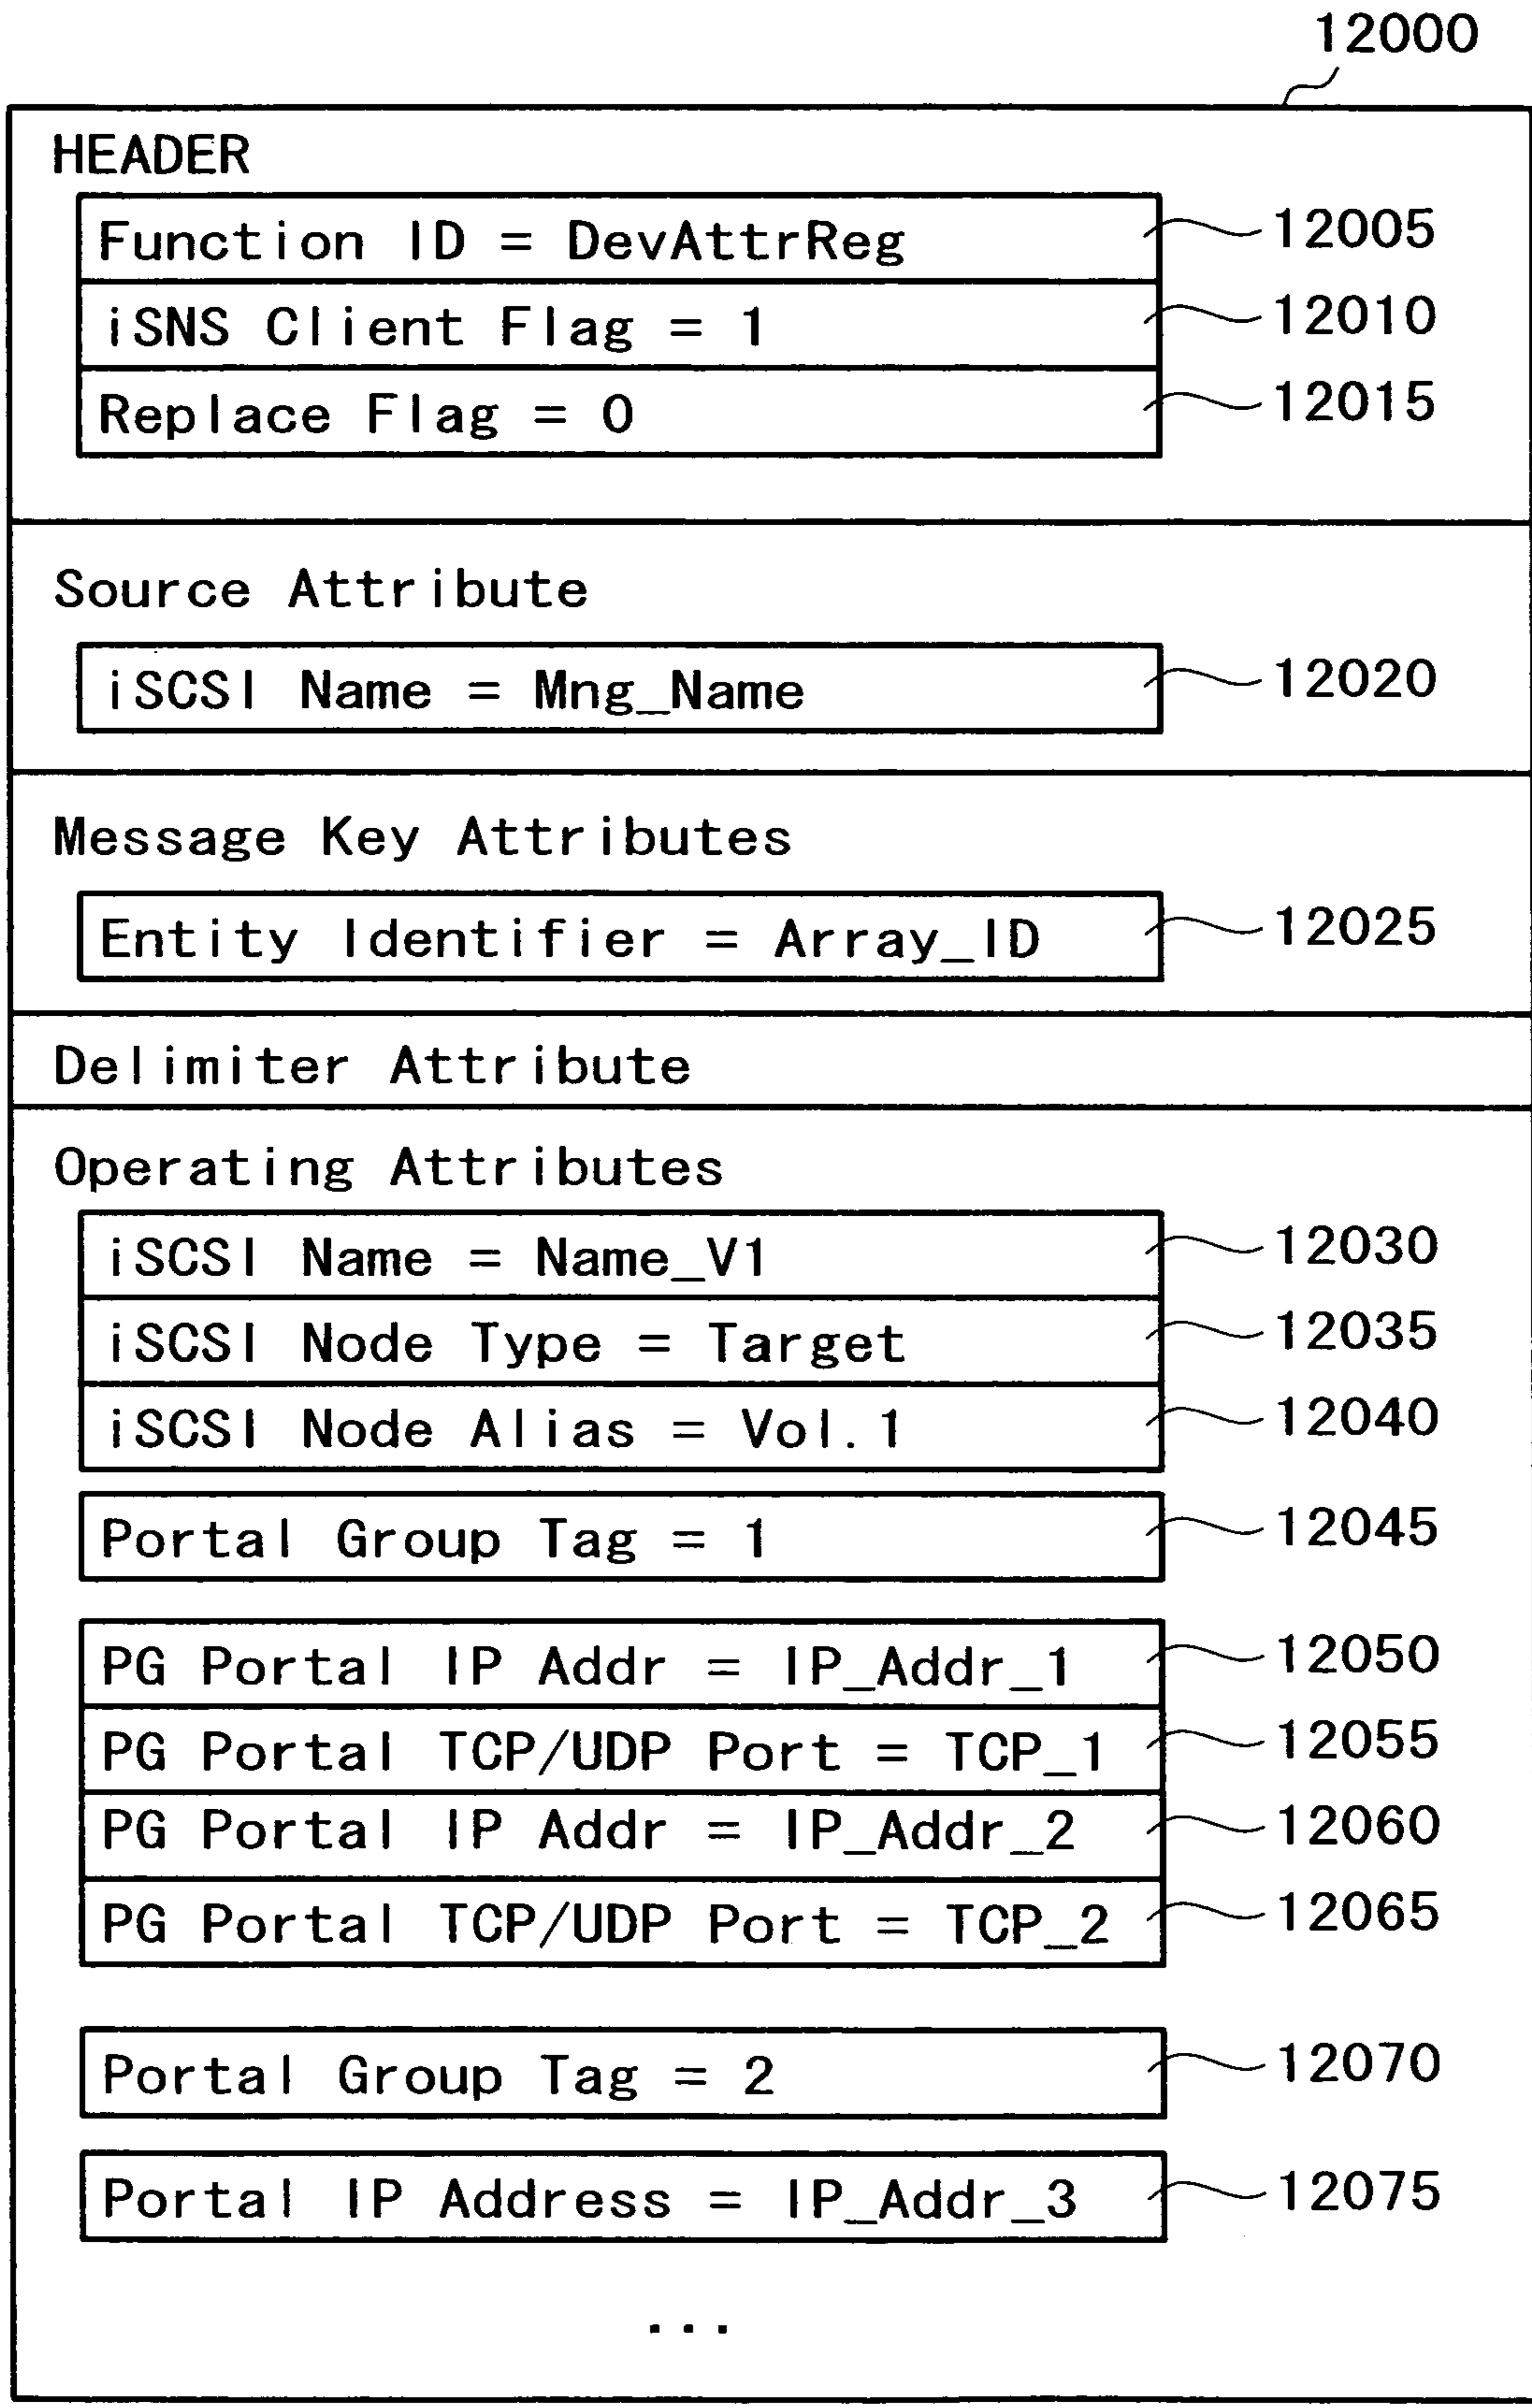 12000
HEADER
Function ID = DevAttrReg 12005
iSNS Client Flag = 1 12010
Replace Flag = 0 12015
Source Attribute
iSCSI Name = Mng_Name 12020
Message Key Attributes
Entity Identifier = Array_ID 12025
Delimiter Attribute
Operating Attributes
iSCSI Name = Name_V1 12030
iSCSI Node Type = Target 12035
iSCSI Node Alias = Vol.1 12040
Portal Group Tag = 1 12045
PG Portal IP Addr = IP_Addr_1 12050
PG Portal TCP/UDP Port = TCP_1 12055
PG Portal IP Addr = IP_Addr_2 12060
PG Portal TCP/UDP Port = TCP_2 12065
Portal Group Tag = 2 12070
Portal IP Address = IP_Addr_3 12075
...